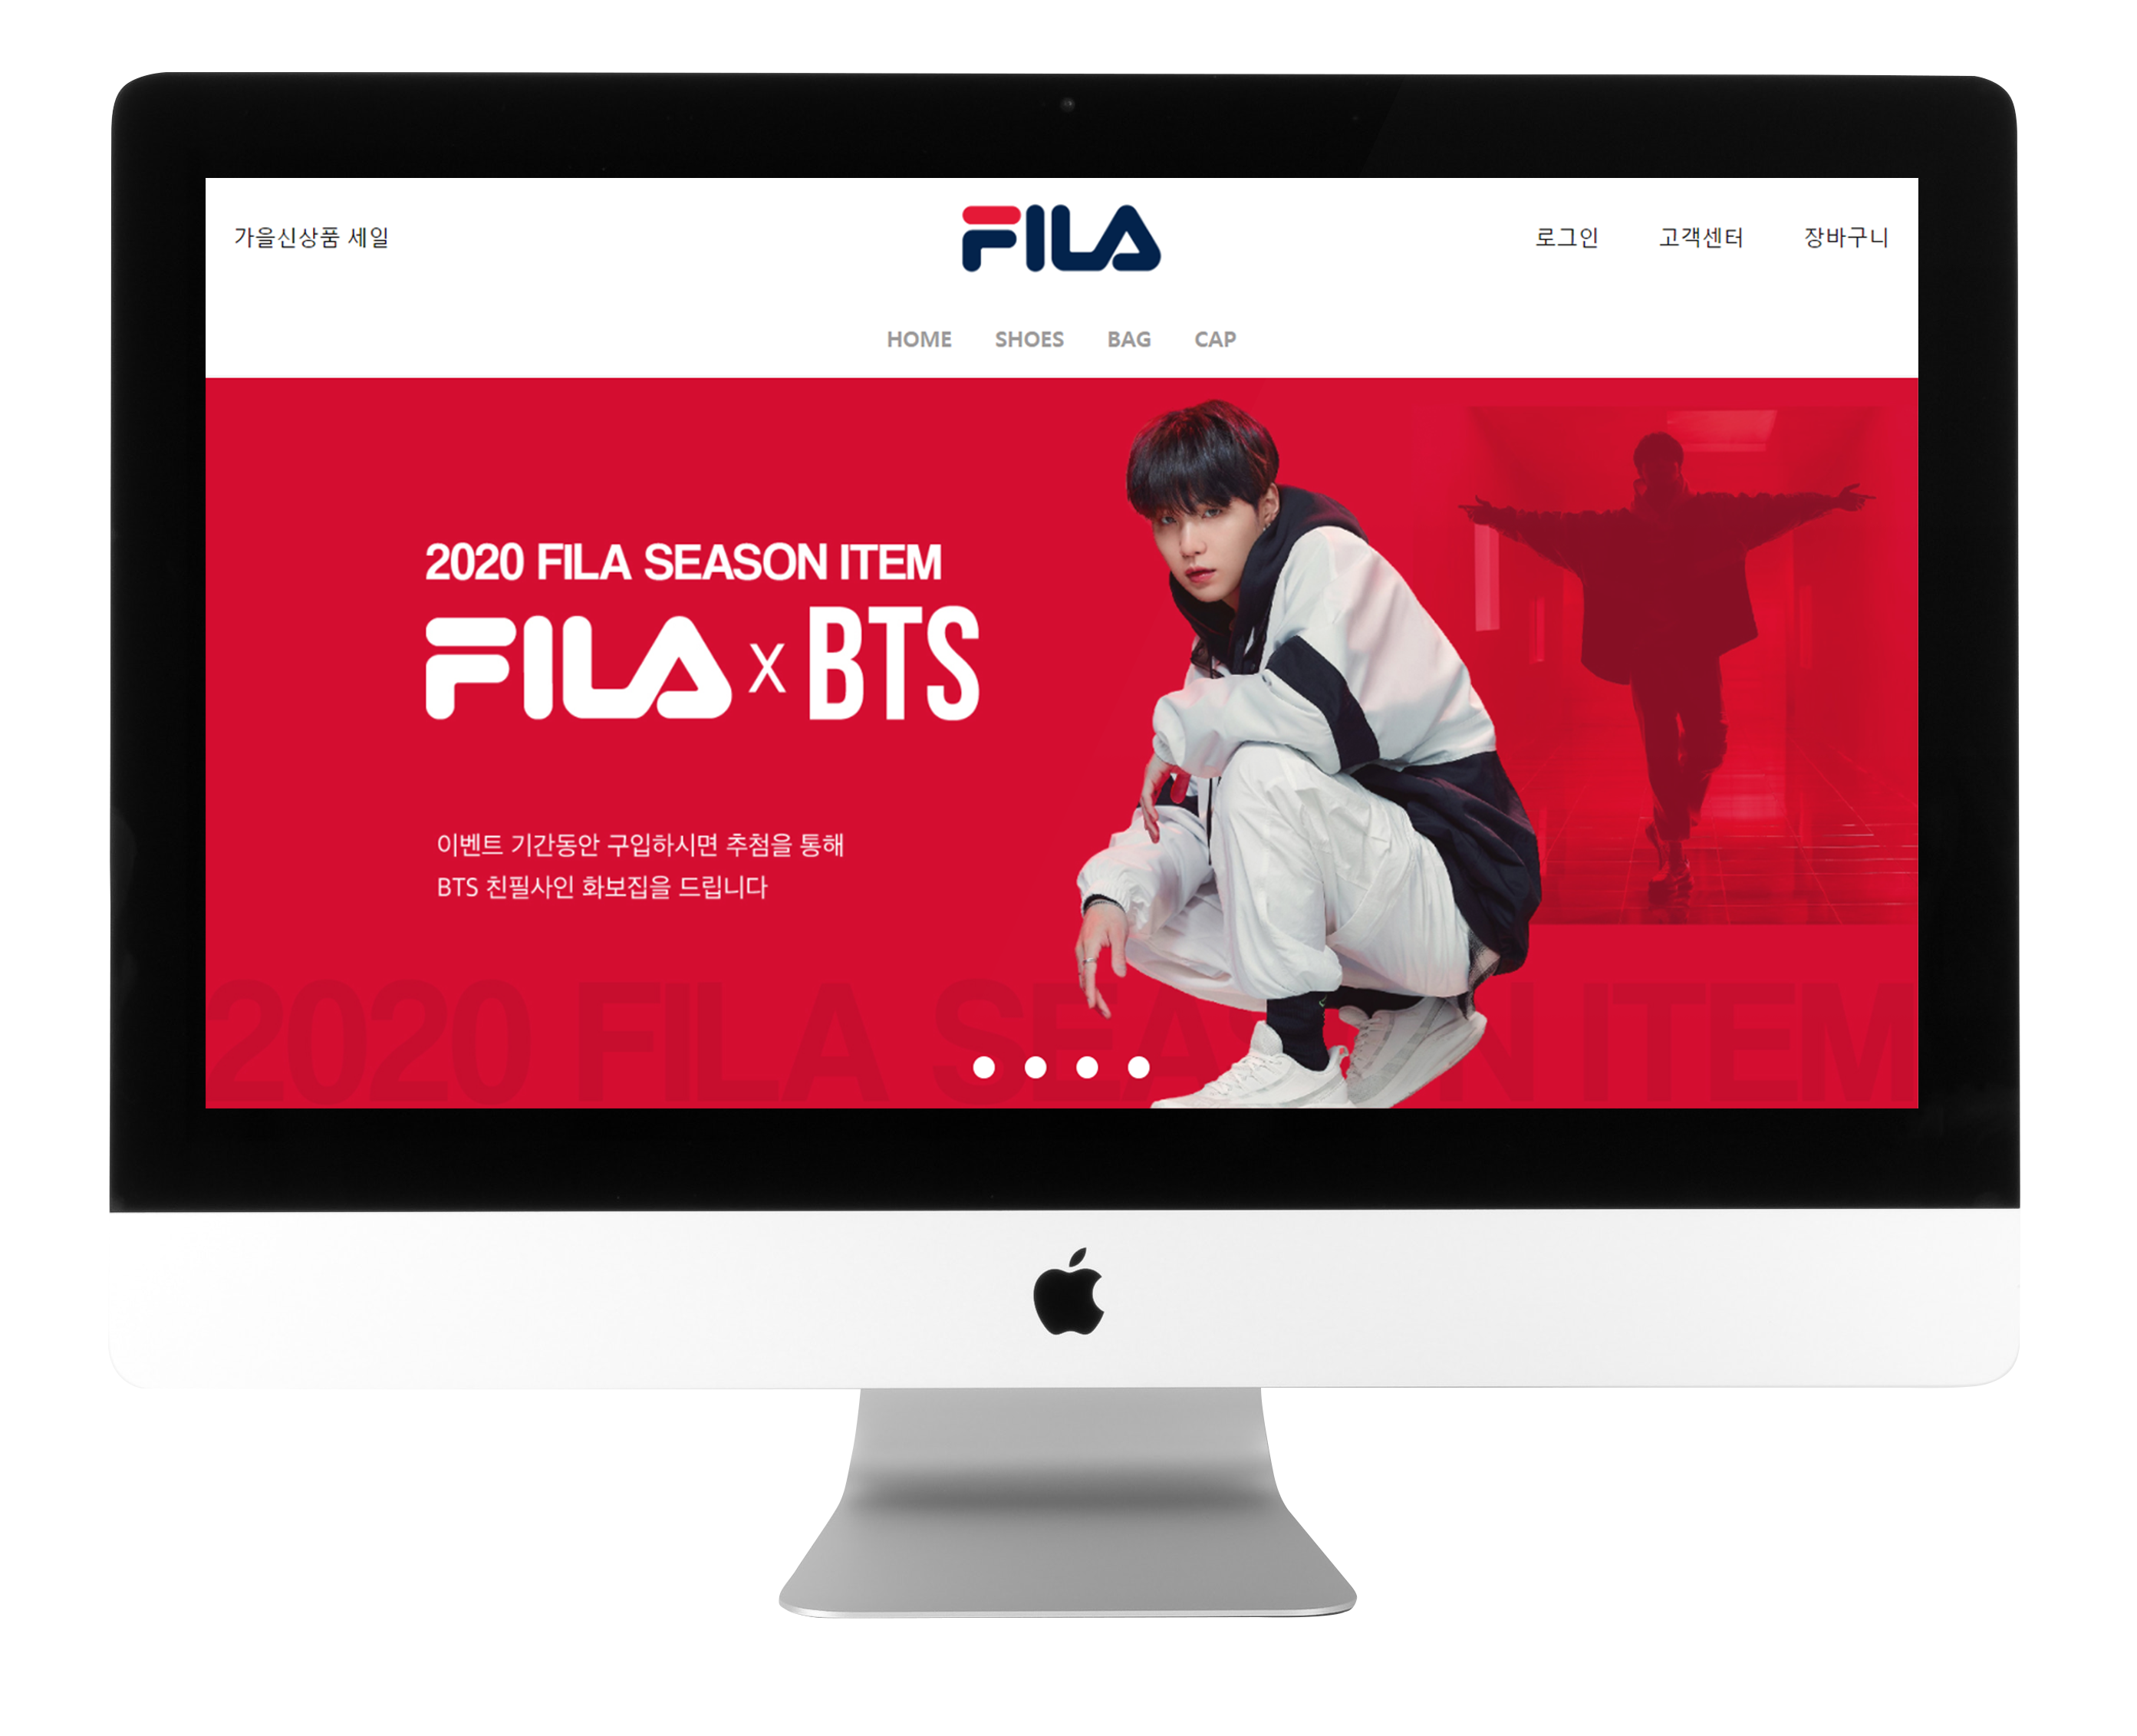 가을신상품 세일
FILA
로그인 고객센터 장바구니
HOME SHOES BAG CAP
2020 FILA SEASON ITEM
FILA X BTS
이벤트 기간동안 구입하시면 추첨을 통해
BTS 친필사인 화보집을 드립니다
2020 FILA SEASON ITEM